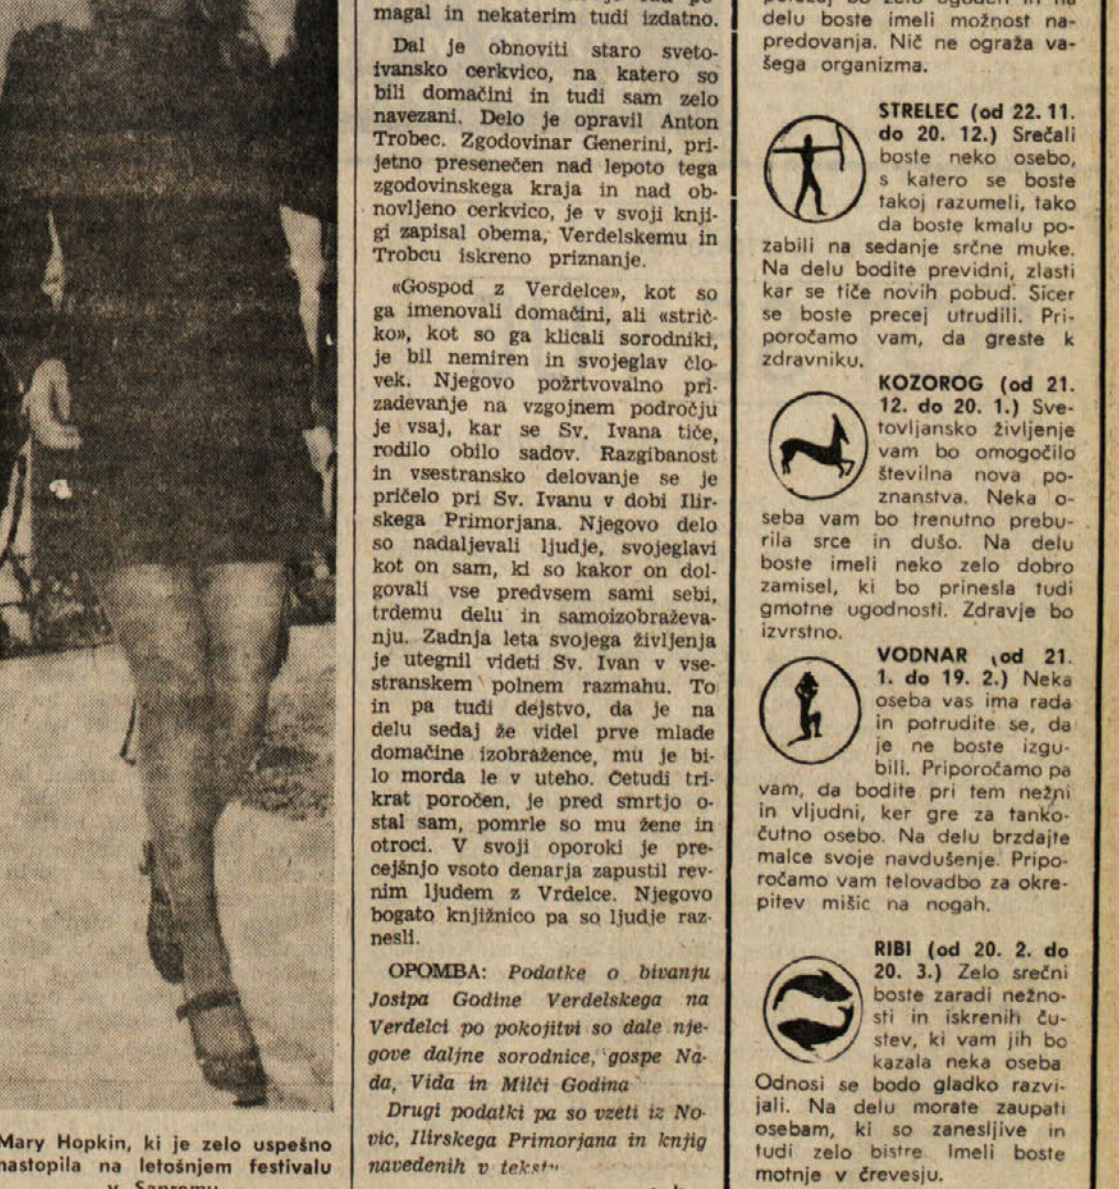 Mary Hopkin, ki je zelo uspešno
nastopila na letošnjem festivalu
v Sanremu
magal in nekaterim tudi izdatno.
Dal je obnoviti staro sveto-
ivansko cerkvico, na katero so
bili domačini in tudi sam zelo
navezani. Delo je opravil Anton
Trobec. Zgodovinar Generini, pri-
jetno presenečen nad lepoto tega
zgodovinskega kraja in nad ob-
novljeno cerkvico, je v svoji knji-
gi zapisal obema, Verdelskemu in
Trobcu iskreno priznanje.
«Gospod z Verdelce», kot so
ga imenovali domačini, ali «strič-
ko», kot so ga klicali sorodniki,
je bil nemiren in svojeglav člo-
vek. Njegovo požrtvovalno pri-
zadevanje na vzgojnem področju
je vsaj, kar se Sv. Ivana tiče,
rodilo obilo sadov. Razgibanost
in vsestransko delovanje se je
pričelo pri Sv. Ivanu v dobi Ilir-
skega Primorjana. Njegovo delo
so nadaljevali ljudje, svojeglavi
kot on sam, ki so kakor on dol-
govali vse predvsem sami sebi,
trdemu delu in samoizobraževa-
nju. Zadnja leta svojega življenja
je utegnil videti Sv. Ivan v vse-
stranskem polnem razmahu. To
in pa tudi dejstvo, da je na
delu sedaj že videl prve mlade
domačine izobražence, mu je bi-
lo morda le v uteho. Četudi tri-
krat poročen, je pred smrtjo o-
stal sam, pomrle so mu žene in
otroci. V svoji oporoki je pre-
cejšnjo vsoto denarja zapustil rev-
nim ljudem z Vrdelce. Njegovo
bogato knjižnico pa so ljudje raz-
nesli.
OPOMBA: Podatke o bivanju
Josipa Godine Verdelskega na
Verdelci po pokojitvi so dale nje-
gove daljne sorodnice, gospe Na-
da, Vida in Milči Godina
Drugi podatki pa so vzeti iz No-
vic, Ilirskega Primorjana in knjig
navedenih v tekstu
delu boste imeli možnost na-
predovanja. Nič ne ograža va-
šega organizma.
STRELEC (od 22. 11.
do 20. 12.) Srečali
boste neko osebo,
s katero se boste
takoj razumeli, tako
da boste kmalu po-
zabili na sedanje srčne muke.
Na delu bodite previdni, zlasti
kar se tiče novih pobud. Sicer
se boste precej utrudili. Pri-
poročamo vam, da greste k
zdravniku.
KOZOROG (od 21.
12. do 20. 1.) Sve-
tovljansko življenje
vam bo omogočilo
številna nova po-
znanstva. Neka o-
seba vam bo trenutno prebu-
rila srce in dušo. Na delu
boste imeli neko zelo dobro
zamisel, ki bo prinesla tudi
gmotne ugodnosti. Zdravje bo
izvrstno.
VODNAR (od 21.
1. do 19. 2.) Neka
oseba vas ima rada
in potrudite se, da
je ne boste izgu-
bili. Priporočamo pa
vam, da bodite pri tem nežni
in vljudni, ker gre za tanko-
čutno osebo. Na delu brzdajte
malce svoje navdušenje. Pripo-
ročamo vam telovadbo za okre-
pitev mišic na nogah.
RIBI (od 20. 2. do
20. 3.) Zelo srečni
boste zaradi nežno-
sti in iskrenih ču-
stev, ki vam jih bo
kazala neka oseba
Odnosi se bodo gladko razvi-
jali. Na delu morate zaupati
osebam, ki so zanesljive in
tudi zelo bistre. Imeli boste
motnje v črevesju.